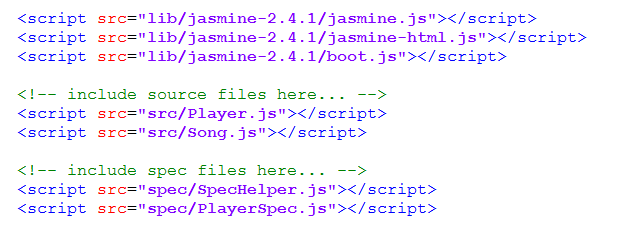 <script src="lib/jasmine-2.4.1/jasmine.js"></script>
<script src="lib/jasmine-2.4.1/jasmine-html.js"></script>
<script src="lib/jasmine-2.4.1/boot.js"></script>
<!-- include source files here... -->
<script src="src/Player.js"></script>
<script src="src/Song.js"></script>
<!-- include spec files here... -->
<script src="spec/SpecHelper.js"></script>
<script src="spec/PlayerSpec.js"></script>